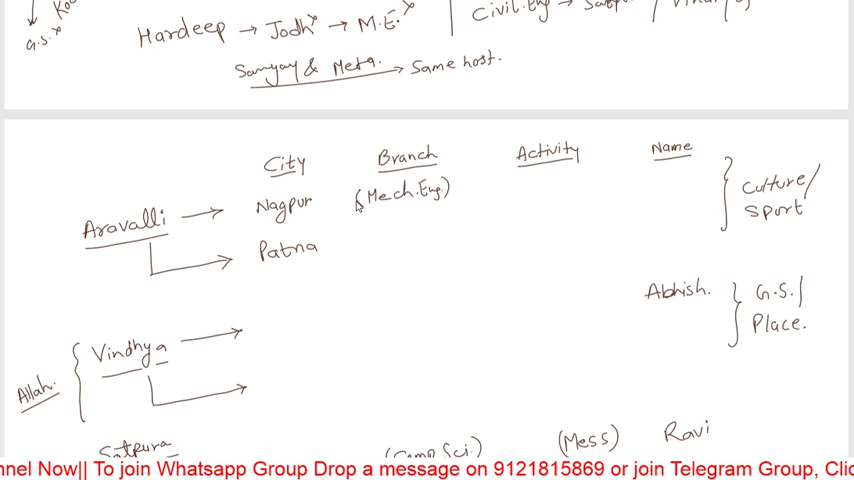 G.S.x
Hardeep → Jodhx → M.E.x
Civil. Eng →
Sanjay & Meta. → Same host.
City Branch Activity Name
Aravalli → Nagpur (Mech. Eng.)
Culture/
Sport
Patna
Abhish. G.S./
Place.
Vindhya
Allah.
Satpura (Comp Sci.) (Mess) Ravi
nnel Now|| To join Whatsapp Group Drop a message on 9121815869 or join Telegram Group, Clic